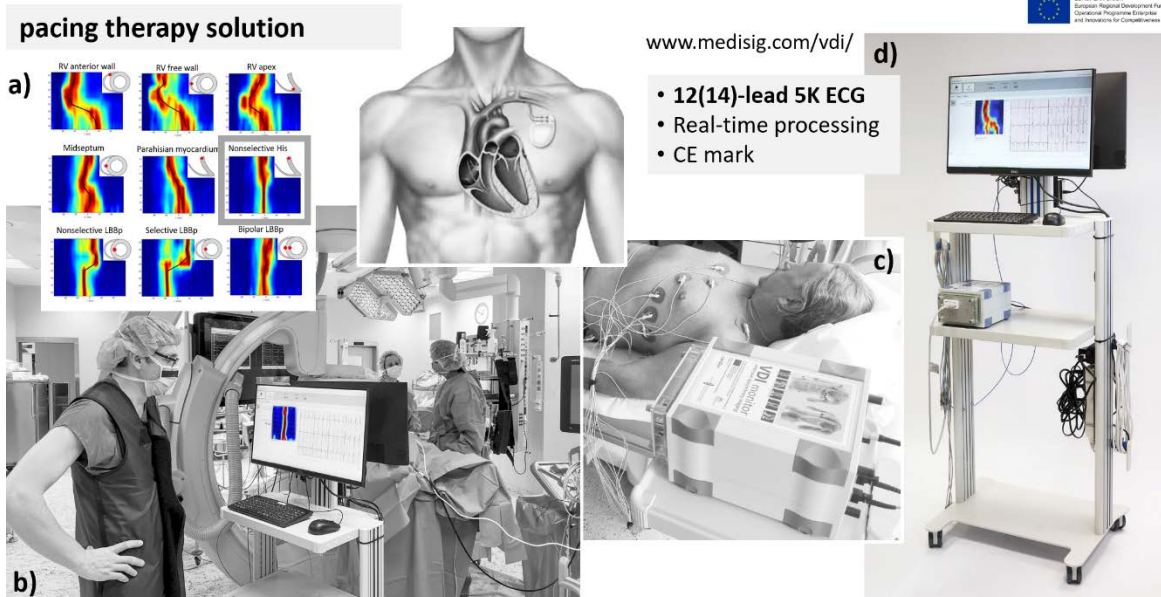 European Regional Development Fu
Operational Programme Enterprise
and Innovations for Competitiveness
pacing therapy solution
www.medisig.com/vdi/
d)
a)
RV anterior wall
RV free wall
RV apex
• 12(14)-lead 5K ECG
• Real-time processing
• CE mark
Midseptum
Parahisian myocardium
Nonselective His
Nonselective LBBp
Selective LBBp
Bipolar LBBp
c)
VDI monitor
b)